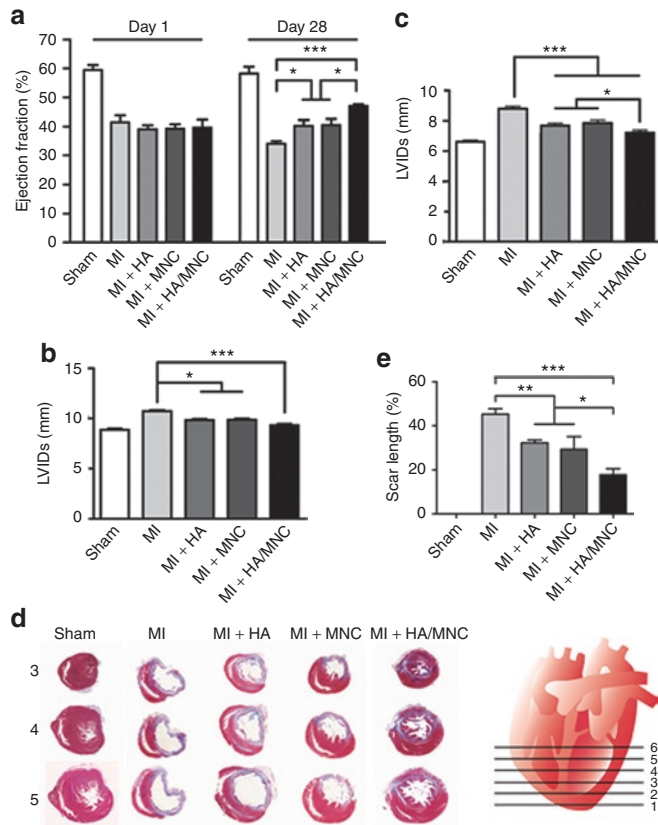 a
Day 1
Day 28
Ejection fraction (%)
70
60
50
40
30
20
10
0
***
*
*
Sham
MI
MI + HA
MI + MNC
MI + HA/MNC
Sham
MI
MI + HA
MI + MNC
MI + HA/MNC
c
LVIDs (mm)
8
6
4
2
0
10
***
*
Sham
MI
MI + HA
MI + MNC
MI + HA/MNC
b
LVIDs (mm)
15
10
5
0
***
*
Sham
MI
MI + HA
MI + MNC
MI + HA/MNC
e
Scar length (%)
60
40
20
***
**
*
Sham
MI
MI + HA
MI + MNC
MI + HA/MNC
d
Sham
MI
MI + HA
MI + MNC
MI + HA/MNC
3
4
5
6
5
4
3
2
1